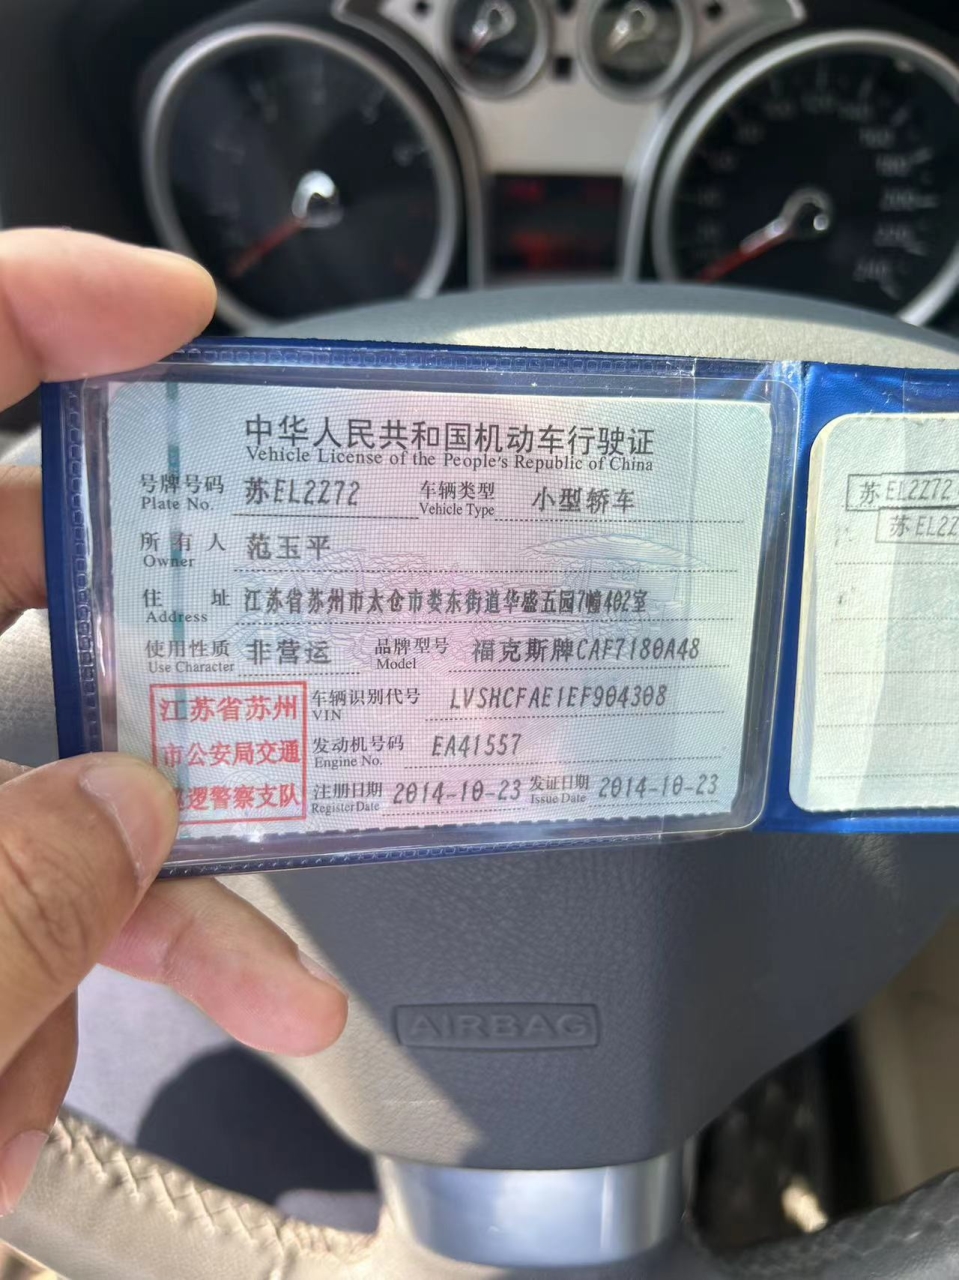 中华人民共和国机动车行驶证
Vehicle License of the People's Republic of China
号牌号码 苏EL2Z72 车辆类型 小型轿车
Plate No. Vehicle Type
所有人 范玉平
Owner
住址 江苏省苏州市太仓市娄东街道华盛五园7幢402室
Address
使用性质 非营运 品牌型号 福克斯牌CAF7180A48
Use Character Model
江苏省苏州
市公安局交通
巡逻警察支队
车辆识别代号 LVSHCFAE1EF904308
VIN
发动机号码 EA41557
Engine No.
注册日期 2014-10-23 发证日期 2014-10-23
Register Date Issue Date
苏EL2Z72
苏EL2Z
AIRBAG